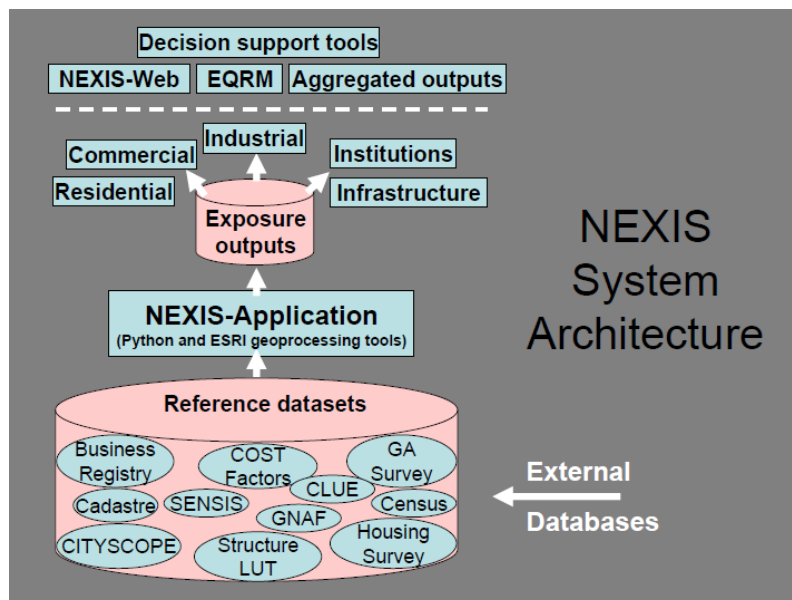 Decision support tools
NEXIS-Web
EQRM
Aggregated outputs
Industrial
Commercial
Institutions
Residential
Infrastructure
Exposure
outputs
NEXIS
System
Architecture
NEXIS-Application
(Python and ESRI geoprocessing tools)
Reference datasets
Business
Registry
COST
Factors
GA
Survey
CLUE
Cadastre
SENSIS
Census
GNAF
CITYSCOPE
Structure
LUT
Housing
Survey
External
Databases